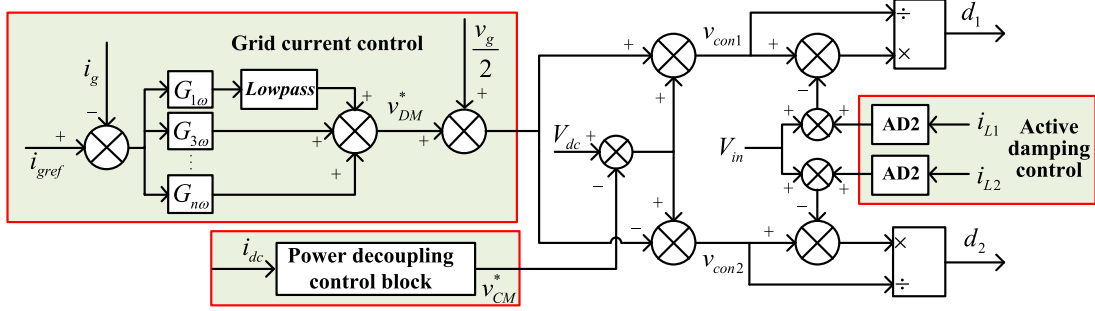 Grid current control
i_g
−
+
i_gref
G_1ω
Lowpass
G_3ω
⋮
G_nω
+
+
+
v*_DM
v_g
2
+
+
i_dc
Power decoupling
control block
v*_CM
V_dc
+
−
+
+
+
−
v_con1
v_con2
+
−
+
−
V_in
+
+
+
+
AD2
i_L1
AD2
i_L2
Active
damping
control
÷
×
d_1
×
÷
d_2